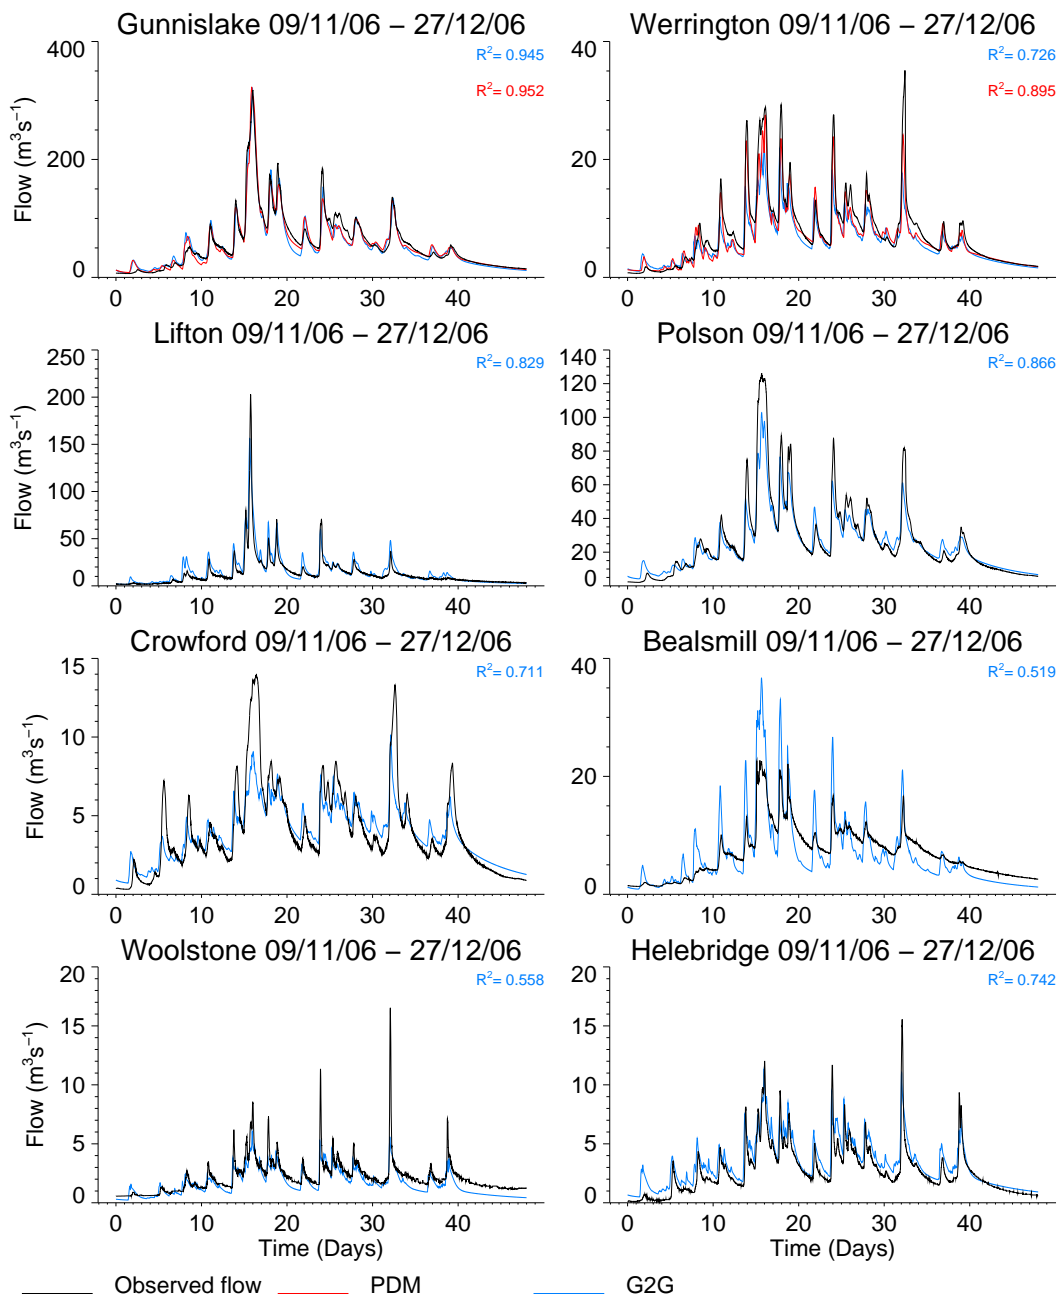 Gunnislake 09/11/06 – 27/12/06
Werrington 09/11/06 – 27/12/06
R²= 0.945
R²= 0.952
R²= 0.726
R²= 0.895
Flow (m³s⁻¹)
400
200
0
0 10 20 30 40
40
20
0
0 10 20 30 40
Lifton 09/11/06 – 27/12/06
Polson 09/11/06 – 27/12/06
R²= 0.829
R²= 0.866
Flow (m³s⁻¹)
250
200
150
100
50
0
0 10 20 30 40
140
120
100
80
60
40
20
0
0 10 20 30 40
Crowford 09/11/06 – 27/12/06
Bealsmill 09/11/06 – 27/12/06
R²= 0.711
R²= 0.519
Flow (m³s⁻¹)
15
10
5
0
0 10 20 30 40
40
20
0
0 10 20 30 40
Woolstone 09/11/06 – 27/12/06
Helebridge 09/11/06 – 27/12/06
R²= 0.558
R²= 0.742
Flow (m³s⁻¹)
20
15
10
5
0
0 10 20 30 40
Time (Days)
20
15
10
5
0
0 10 20 30 40
Time (Days)
Observed flow PDM G2G